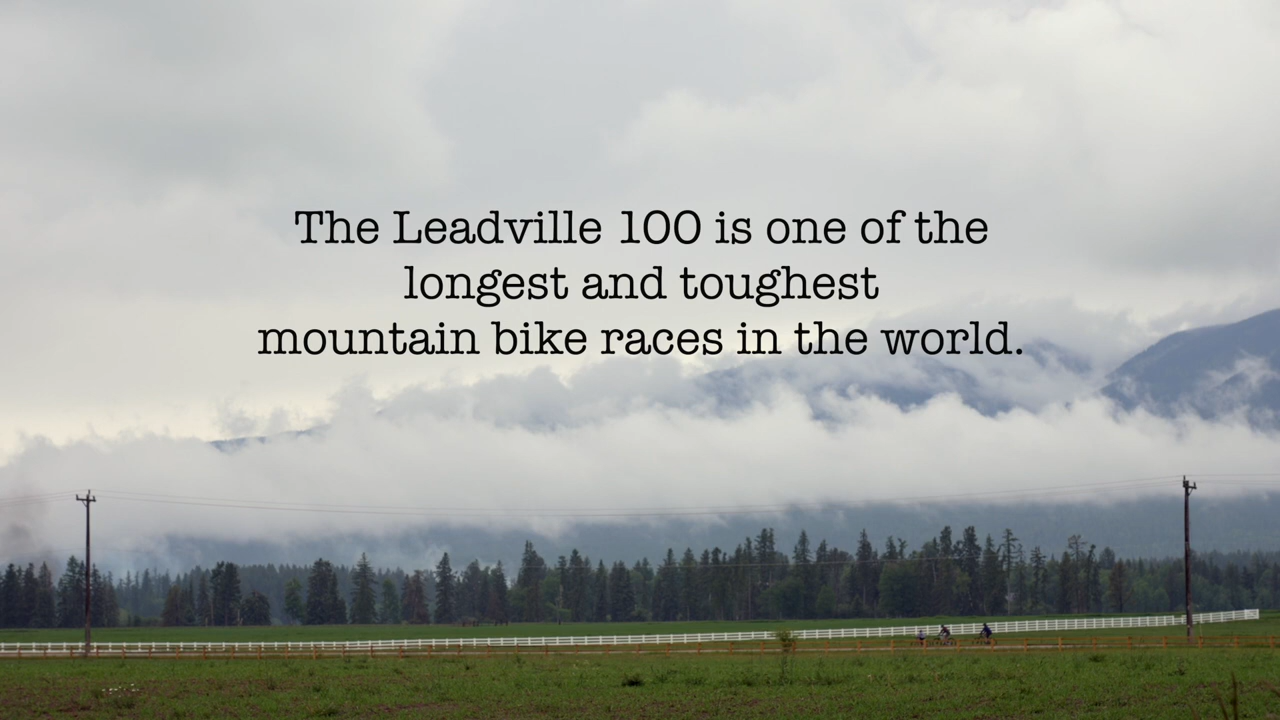 The Leadville 100 is one of the
longest and toughest
mountain bike races in the world.